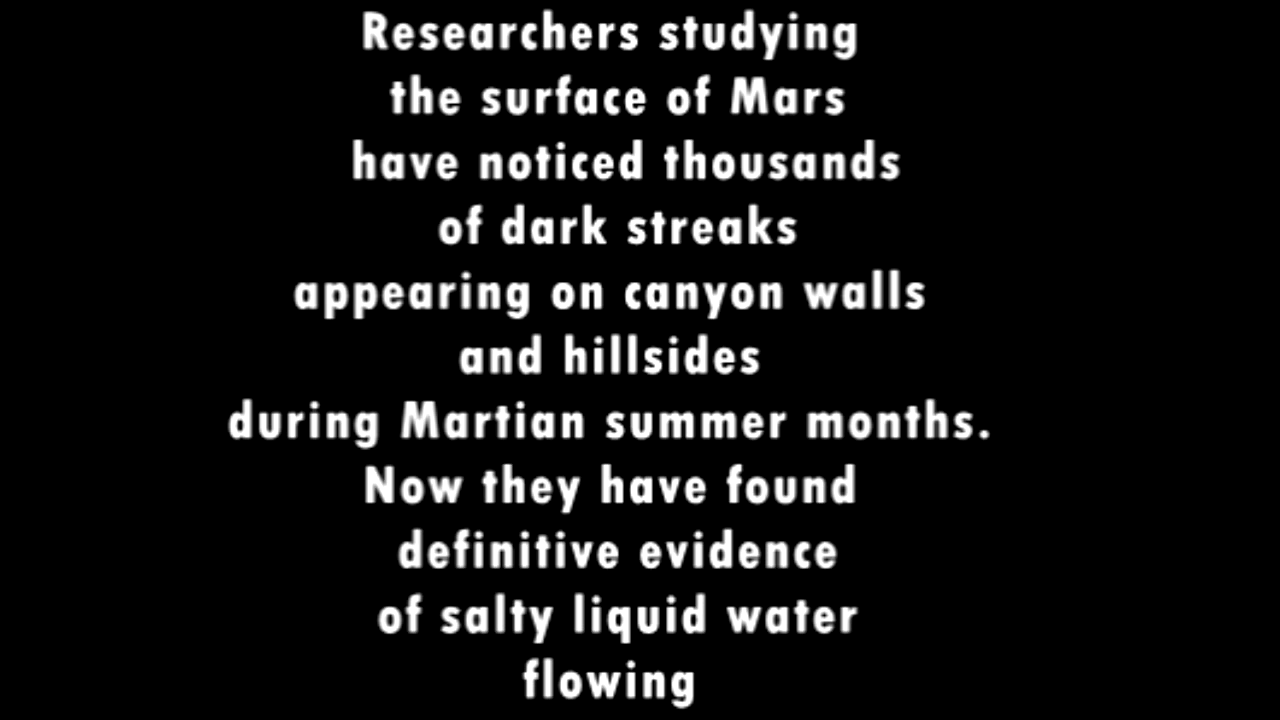 Researchers studying
the surface of Mars
have noticed thousands
of dark streaks
appearing on canyon walls
and hillsides
during Martian summer months.
Now they have found
definitive evidence
of salty liquid water
flowing